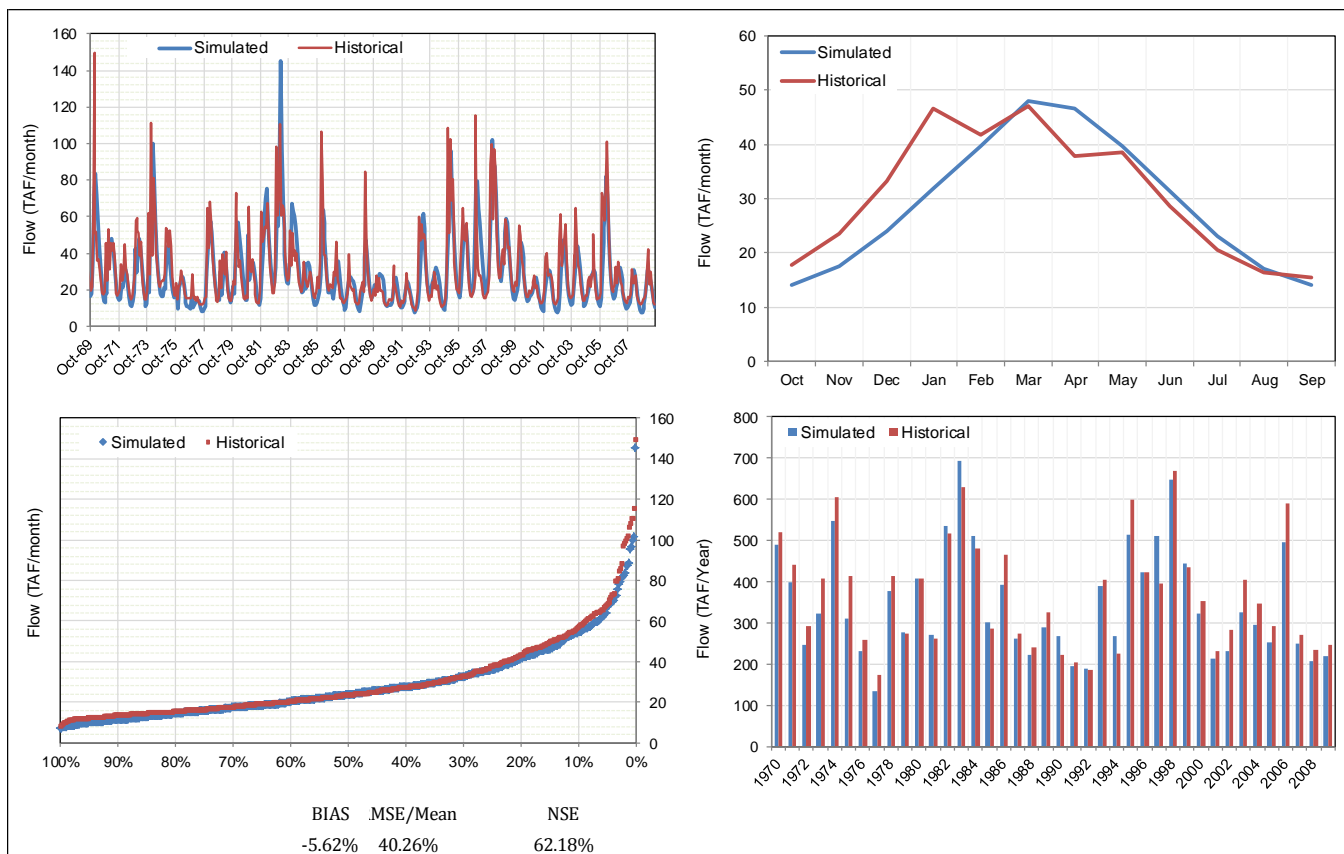 Simulated
Historical
Flow (TAF/month)
160
140
120
100
80
60
40
20
0
Oct-69
Oct-71
Oct-73
Oct-75
Oct-77
Oct-79
Oct-81
Oct-83
Oct-85
Oct-87
Oct-89
Oct-91
Oct-93
Oct-95
Oct-97
Oct-99
Oct-01
Oct-03
Oct-05
Oct-07
Simulated
Historical
Flow (TAF/month)
60
50
40
30
20
10
0
Oct Nov Dec Jan Feb Mar Apr May Jun Jul Aug Sep
Simulated
Historical
Flow (TAF/month)
160
140
120
100
80
60
40
20
0
100% 90% 80% 70% 60% 50% 40% 30% 20% 10% 0%
BIAS MSE/Mean NSE
-5.62% 40.26% 62.18%
Simulated
Historical
Flow (TAF/Year)
800
700
600
500
400
300
200
100
0
1970
1972
1974
1976
1978
1980
1982
1984
1986
1988
1990
1992
1994
1996
1998
2000
2002
2004
2006
2008